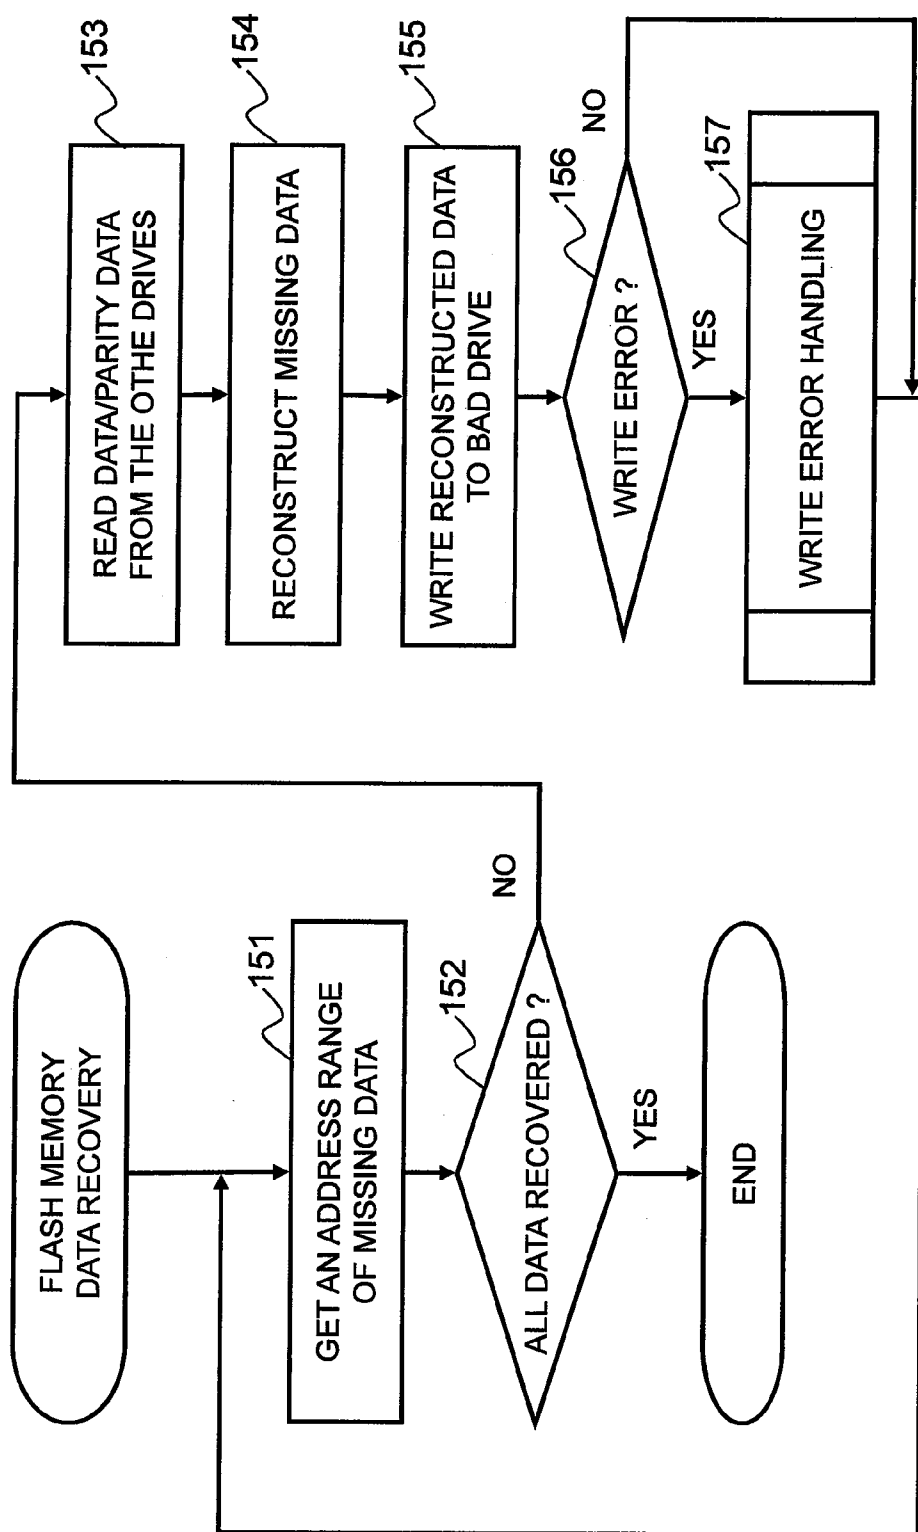 FLASH MEMORY
DATA RECOVERY
151
GET AN ADDRESS RANGE
OF MISSING DATA
152
ALL DATA RECOVERED ?
NO
YES
END
153
READ DATA/PARITY DATA
FROM THE OTHE DRIVES
154
RECONSTRUCT MISSING DATA
155
WRITE RECONSTRUCTED DATA
TO BAD DRIVE
156
WRITE ERROR ?
NO
YES
157
WRITE ERROR HANDLING